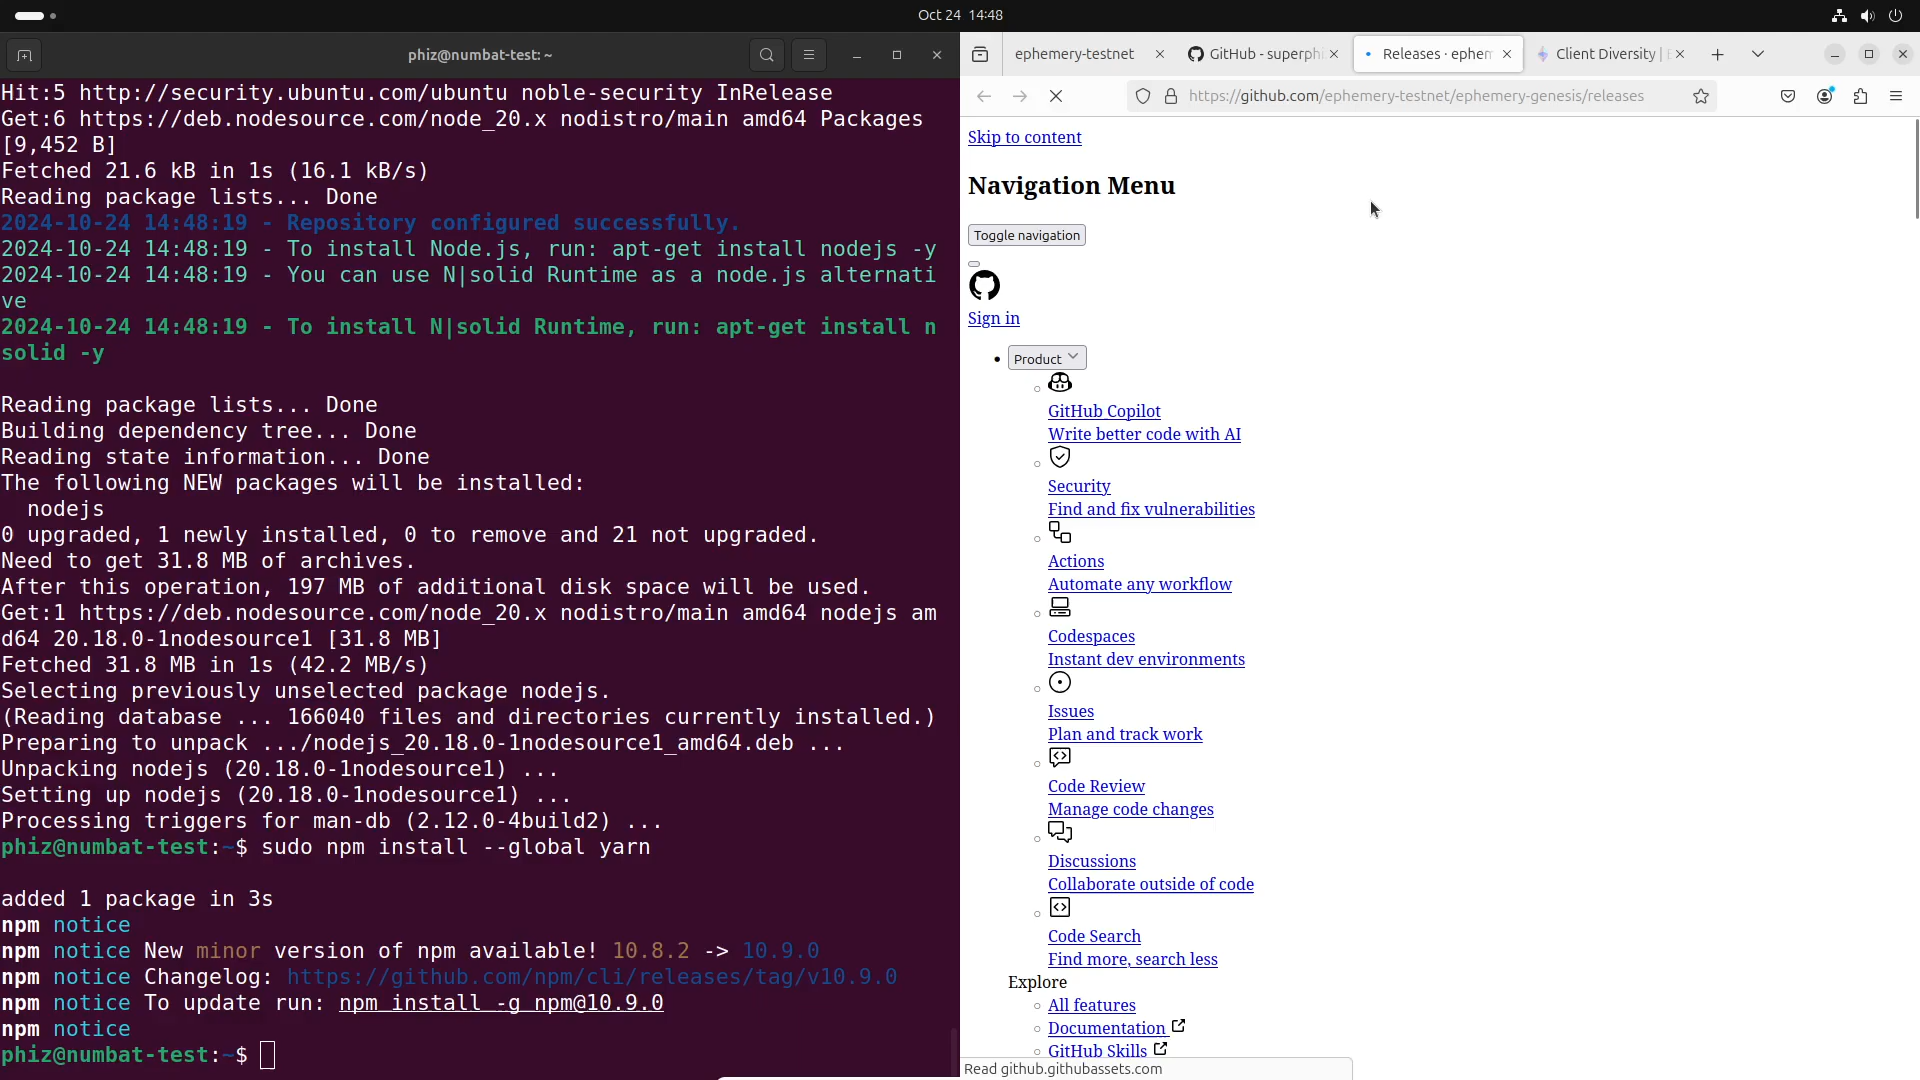 Oct 24 14:48
phiz@numbat-test: ~
Hit:5 http://security.ubuntu.com/ubuntu noble-security InRelease
Get:6 https://deb.nodesource.com/node_20.x nodistro/main amd64 Packages
[9,452 B]
Fetched 21.6 kB in 1s (16.1 kB/s)
Reading package lists... Done
2024-10-24 14:48:19 - Repository configured successfully.
2024-10-24 14:48:19 - To install Node.js, run: apt-get install nodejs -y
2024-10-24 14:48:19 - You can use N|solid Runtime as a node.js alternati
ve
2024-10-24 14:48:19 - To install N|solid Runtime, run: apt-get install n
solid -y
Reading package lists... Done
Building dependency tree... Done
Reading state information... Done
The following NEW packages will be installed:
nodejs
0 upgraded, 1 newly installed, 0 to remove and 21 not upgraded.
Need to get 31.8 MB of archives.
After this operation, 197 MB of additional disk space will be used.
Get:1 https://deb.nodesource.com/node_20.x nodistro/main amd64 nodejs am
d64 20.18.0-1nodesource1 [31.8 MB]
Fetched 31.8 MB in 1s (42.2 MB/s)
Selecting previously unselected package nodejs.
(Reading database ... 166040 files and directories currently installed.)
Preparing to unpack .../nodejs_20.18.0-1nodesource1_amd64.deb ...
Unpacking nodejs (20.18.0-1nodesource1) ...
Setting up nodejs (20.18.0-1nodesource1) ...
Processing triggers for man-db (2.12.0-4build2) ...
phiz@numbat-test:~$ sudo npm install --global yarn
added 1 package in 3s
npm notice
npm notice New minor version of npm available! 10.8.2 -> 10.9.0
npm notice Changelog: https://github.com/npm/cli/releases/tag/v10.9.0
npm notice To update run: npm install -g npm@10.9.0
npm notice
phiz@numbat-test:~$
ephemery-testnet
GitHub - superphi
Releases · ephem
Client Diversity | E
https://github.com/ephemery-testnet/ephemery-genesis/releases
Skip to content
Navigation Menu
Toggle navigation
Sign in
Product
GitHub Copilot
Write better code with AI
Security
Find and fix vulnerabilities
Actions
Automate any workflow
Codespaces
Instant dev environments
Issues
Plan and track work
Code Review
Manage code changes
Discussions
Collaborate outside of code
Code Search
Find more, search less
Explore
All features
Documentation
GitHub Skills
Read github.githubassets.com